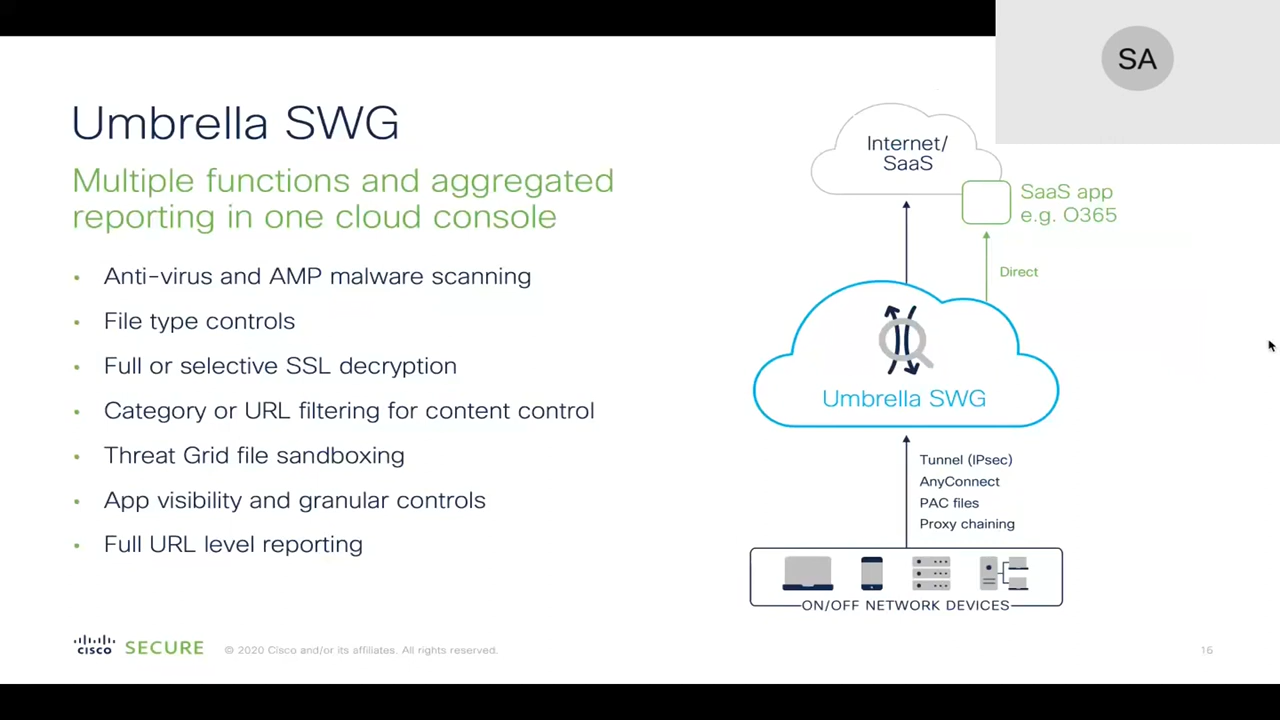 SA
Umbrella SWG
Multiple functions and aggregated
reporting in one cloud console
• Anti-virus and AMP malware scanning
• File type controls
• Full or selective SSL decryption
• Category or URL filtering for content control
• Threat Grid file sandboxing
• App visibility and granular controls
• Full URL level reporting
Internet/
SaaS
SaaS app
e.g. O365
Direct
Umbrella SWG
Tunnel (IPsec)
AnyConnect
PAC files
Proxy chaining
ON/OFF NETWORK DEVICES
cisco SECURE © 2020 Cisco and/or its affiliates. All rights reserved. 16